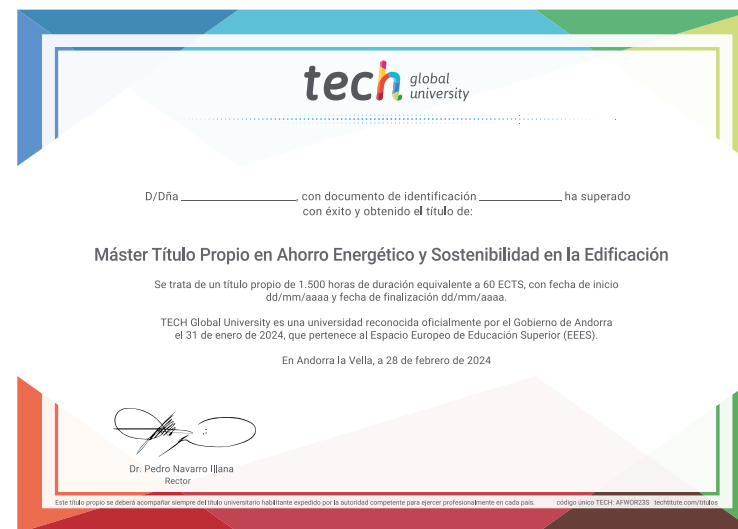 tech global university
D/Dña ____________, con documento de identificación ____________ ha superado
con éxito y obtenido el título de:
Máster Título Propio en Ahorro Energético y Sostenibilidad en la Edificación
Se trata de un título propio de 1.500 horas de duración equivalente a 60 ECTS, con fecha de inicio
dd/mm/aaaa y fecha de finalización dd/mm/aaaa.
TECH Global University es una universidad reconocida oficialmente por el Gobierno de Andorra
el 31 de enero de 2024, que pertenece al Espacio Europeo de Educación Superior (EEES).
En Andorra la Vella, a 28 de febrero de 2024
Dr. Pedro Navarro Illana
Rector
Este título propio se deberá acompañar siempre del título universitario habilitante expedido por la autoridad competente para ejercer profesionalmente en cada país. código único TECH: AFWOR23S techtitute.com/titulos